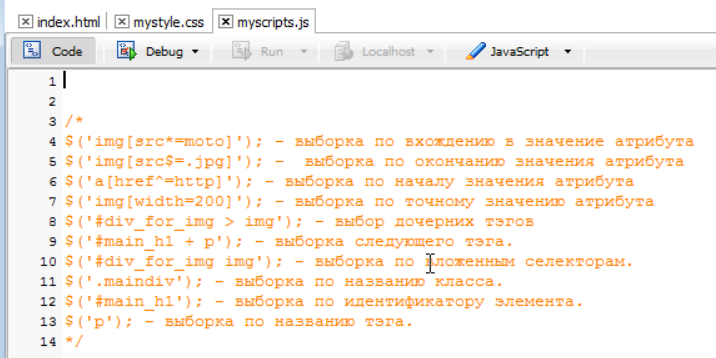 index.html mystyle.css myscripts.js
Code Debug Run Localhost JavaScript
1
2
3 /*
4 $('img[src*=moto]'); - выборка по вхождению в значение атрибута
5 $('img[src$=.jpg]'); -  выборка по окончанию значения атрибута
6 $('a[href^=http]'); - выборка по началу значения атрибута
7 $('img[width=200]'); - выборка по точному значению атрибута
8 $('#div_for_img > img'); - выбор дочерних тэгов
9 $('#main_h1 + p'); - выборка следующего тэга.
10 $('#div_for_img img'); - выборка по вложенным селекторам.
11 $('.maindiv'); - выборка по названию класса.
12 $('#main_h1'); - выборка по идентификатору элемента.
13 $('p'); - выборка по названию тэга.
14 */